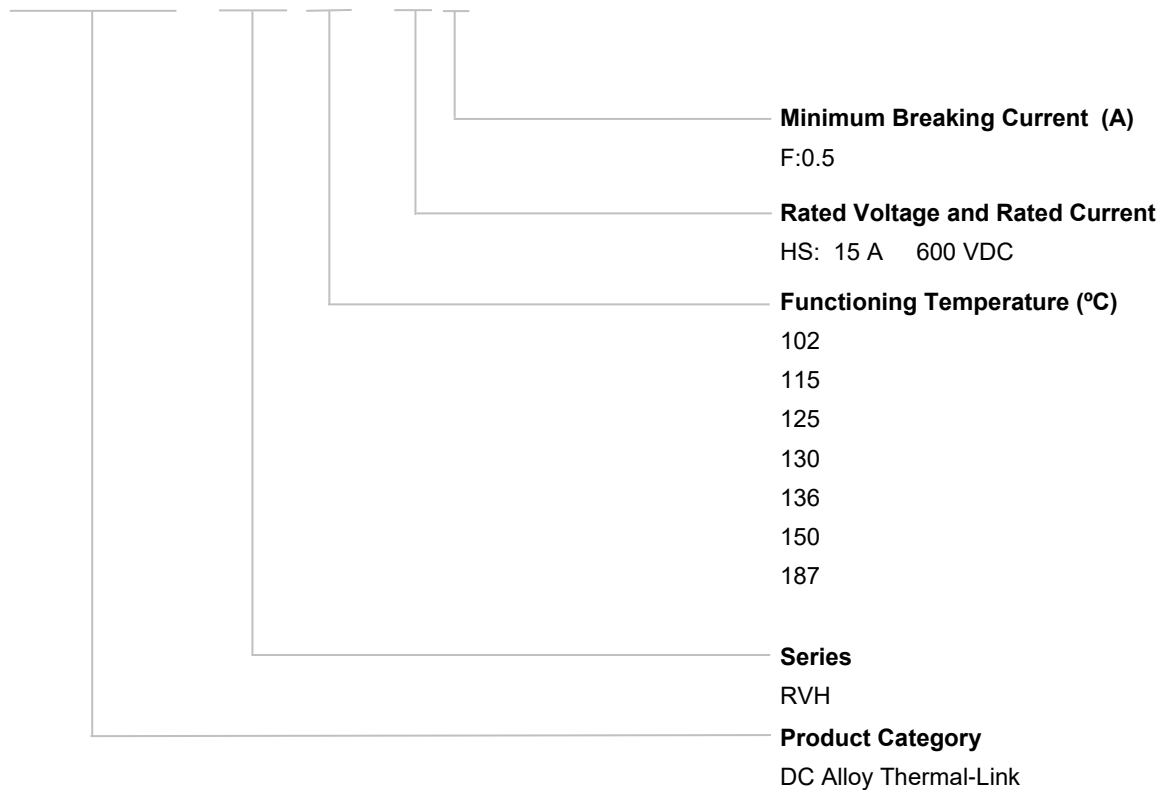 Minimum Breaking Current (A)
F:0.5
Rated Voltage and Rated Current
HS: 15 A 600 VDC
Functioning Temperature (ºC)
102
115
125
130
136
150
187
Series
RVH
Product Category
DC Alloy Thermal-Link